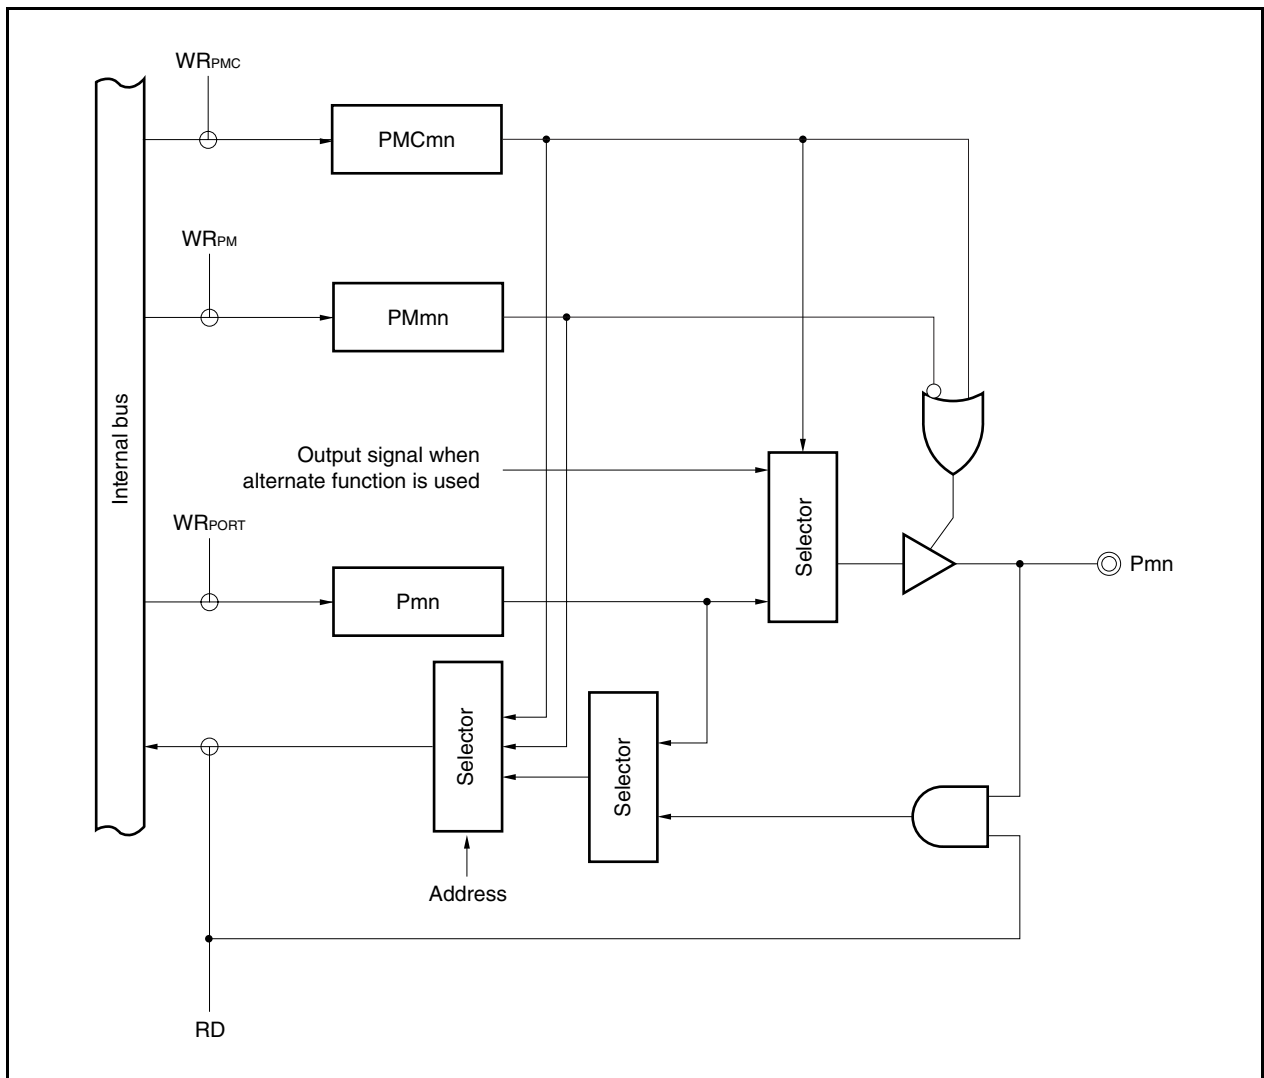 WRPMC
PMCmn
WRPM
PMmn
Internal bus
Output signal when
alternate function is used
Selector
WRPORT
Pmn
Pmn
Selector
Selector
Address
RD